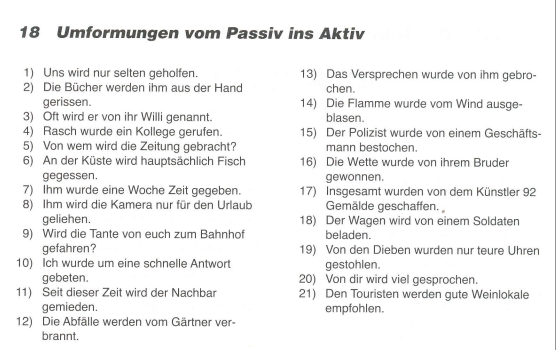 18 Umformungen vom Passiv ins Aktiv
1) Uns wird nur selten geholfen.
2) Die Bücher werden ihm aus der Hand
gerissen.
3) Oft wird er von ihr Willi genannt.
4) Rasch wurde ein Kollege gerufen.
5) Von wem wird die Zeitung gebracht?
6) An der Küste wird hauptsächlich Fisch
gegessen.
7) Ihm wurde eine Woche Zeit gegeben.
8) Ihm wird die Kamera nur für den Urlaub
geliehen.
9) Wird die Tante von euch zum Bahnhof
gefahren?
10) Ich wurde um eine schnelle Antwort
gebeten.
11) Seit dieser Zeit wird der Nachbar
gemieden.
12) Die Abfälle werden vom Gärtner ver-
brannt.
13) Das Versprechen wurde von ihm gebro-
chen.
14) Die Flamme wurde vom Wind ausge-
blasen.
15) Der Polizist wurde von einem Geschäfts-
mann bestochen.
16) Die Wette wurde von ihrem Bruder
gewonnen.
17) Insgesamt wurden von dem Künstler 92
Gemälde geschaffen.
18) Der Wagen wird von einem Soldaten
beladen.
19) Von den Dieben wurden nur teure Uhren
gestohlen.
20) Von dir wird viel gesprochen.
21) Den Touristen werden gute Weinlokale
empfohlen.